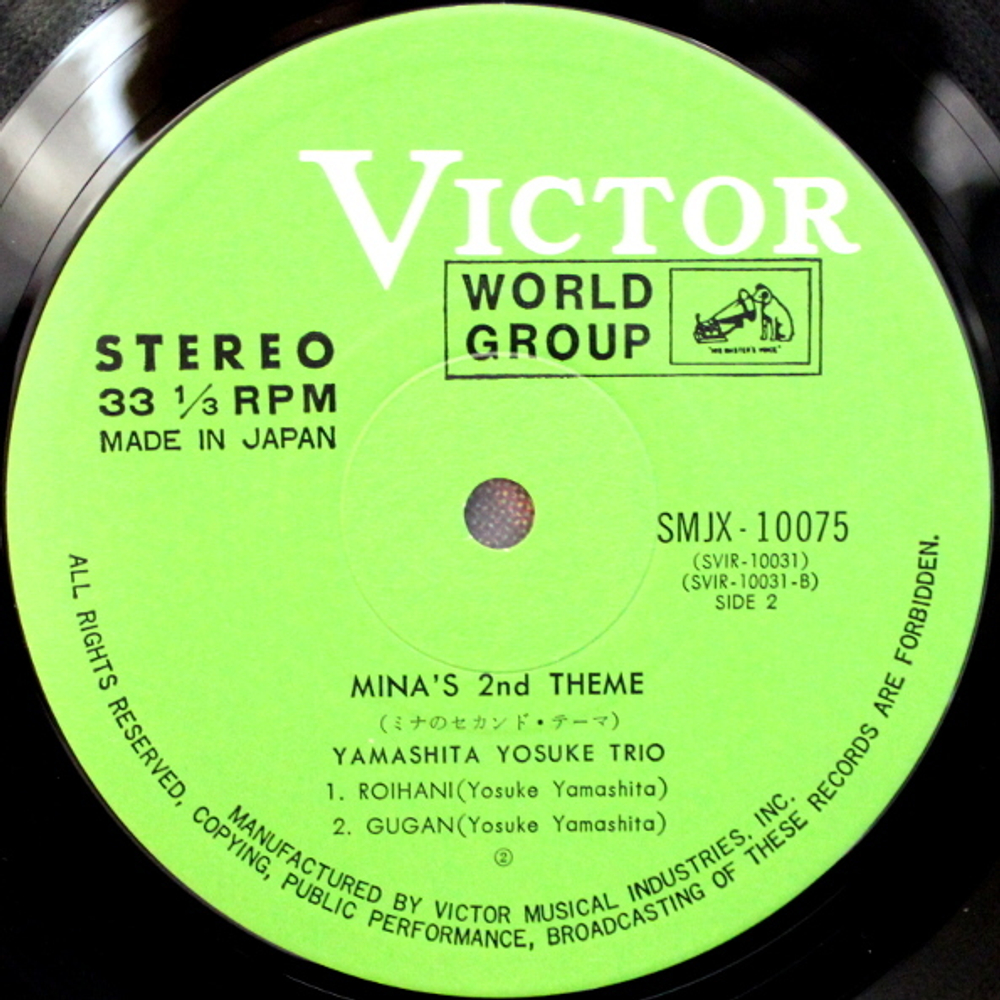 VICTOR
WORLD
GROUP
"HIS MASTER'S VOICE"
STEREO
33 1/3 RPM
MADE IN JAPAN
SMJX-10075
(SVIR-10031)
(SVIR-10031-B)
SIDE 2
MINA'S 2nd THEME
(ミナのセカンド・テーマ)
YAMASHITA YOSUKE TRIO
1. ROIHANI(Yosuke Yamashita)
2. GUGAN(Yosuke Yamashita)
②
MANUFACTURED BY VICTOR MUSICAL INDUSTRIES, INC.
ALL RIGHTS RESERVED, COPYING, PUBLIC PERFORMANCE, BROADCASTING OF THESE RECORDS ARE FORBIDDEN.